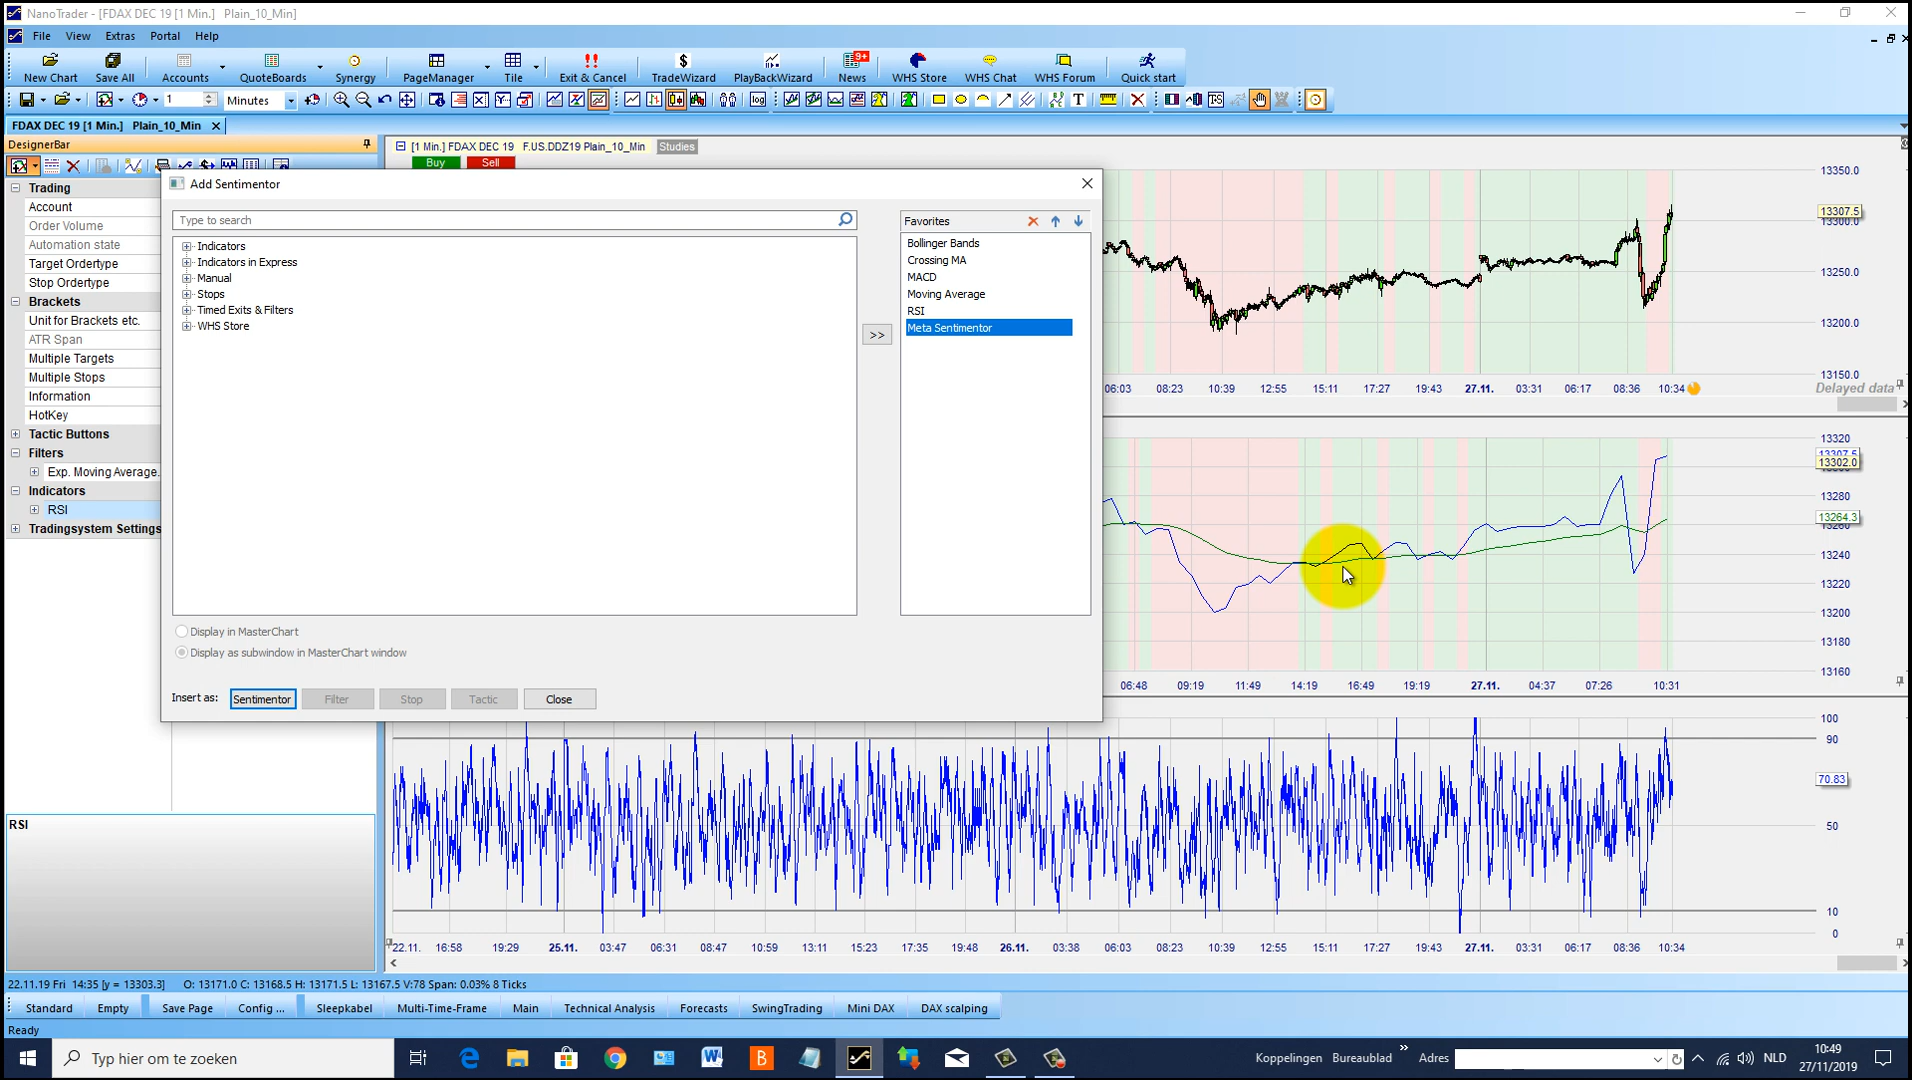 NanoTrader - [FDAX DEC 19 [1 Min.]  Plain_10_Min]
File View Extras Portal Help
New Chart Save All Accounts QuoteBoards Synergy PageManager Tile Exit & Cancel TradeWizard PlayBackWizard 9+ News WHS Store WHS Chat WHS Forum Quick start
1 Minutes
FDAX DEC 19 [1 Min.] Plain_10_Min
DesignerBar
[1 Min.] FDAX DEC 19 F.US.DDZ19 Plain_10_Min Studies
Buy Sell
Trading
Account
Order Volume
Automation state
Target Ordertype
Stop Ordertype
Brackets
Unit for Brackets etc.
ATR Span
Multiple Targets
Multiple Stops
Information
HotKey
Tactic Buttons
Filters
Exp. Moving Average.
Indicators
RSI
Tradingsystem Settings
RSI
Add Sentimentor
Type to search
Indicators
Indicators in Express
Manual
Stops
Timed Exits & Filters
WHS Store
>>
Favorites
Bollinger Bands
Crossing MA
MACD
Moving Average
RSI
Meta Sentimentor
Display in MasterChart
Display as subwindow in MasterChart window
Insert as: Sentimentor Filter Stop Tactic Close
13350.0
13307.5
13300.0
13250.0
13200.0
13150.0
06:03 08:23 10:39 12:55 15:11 17:27 19:43 27.11. 03:31 06:17 08:36 10:34 Delayed data
13320
13307.5
13302.0
13280
13264.3
13260
13240
13220
13200
13180
13160
06:48 09:19 11:49 14:19 16:49 19:19 27.11. 04:37 07:26 10:31
100
90
70.83
50
10
0
22.11. 16:58 19:29 25.11. 03:47 06:31 08:47 10:59 13:11 15:23 17:35 19:48 26.11. 03:38 06:03 08:23 10:39 12:55 15:11 17:27 19:43 27.11. 03:31 06:17 08:36 10:34
22.11.19 Fri 14:35 [y = 13303.3] O: 13171.0 C: 13168.5 H: 13171.5 L: 13167.5 V:78 Span: 0.03% 8 Ticks
Standard Empty Save Page Config ... Sleepkabel Multi-Time-Frame Main Technical Analysis Forecasts SwingTrading Mini DAX DAX scalping
Ready
Typ hier om te zoeken
Koppelingen Bureaublad » Adres NLD 10:49
27/11/2019